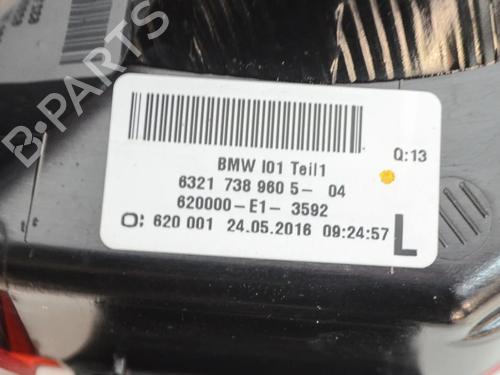 B-PARTS
Q:13
BMW I01 Teil1
6321 738 960 5- 04
620000-E1- 3592
O: 620 001 24.05.2016 09:24:57
L